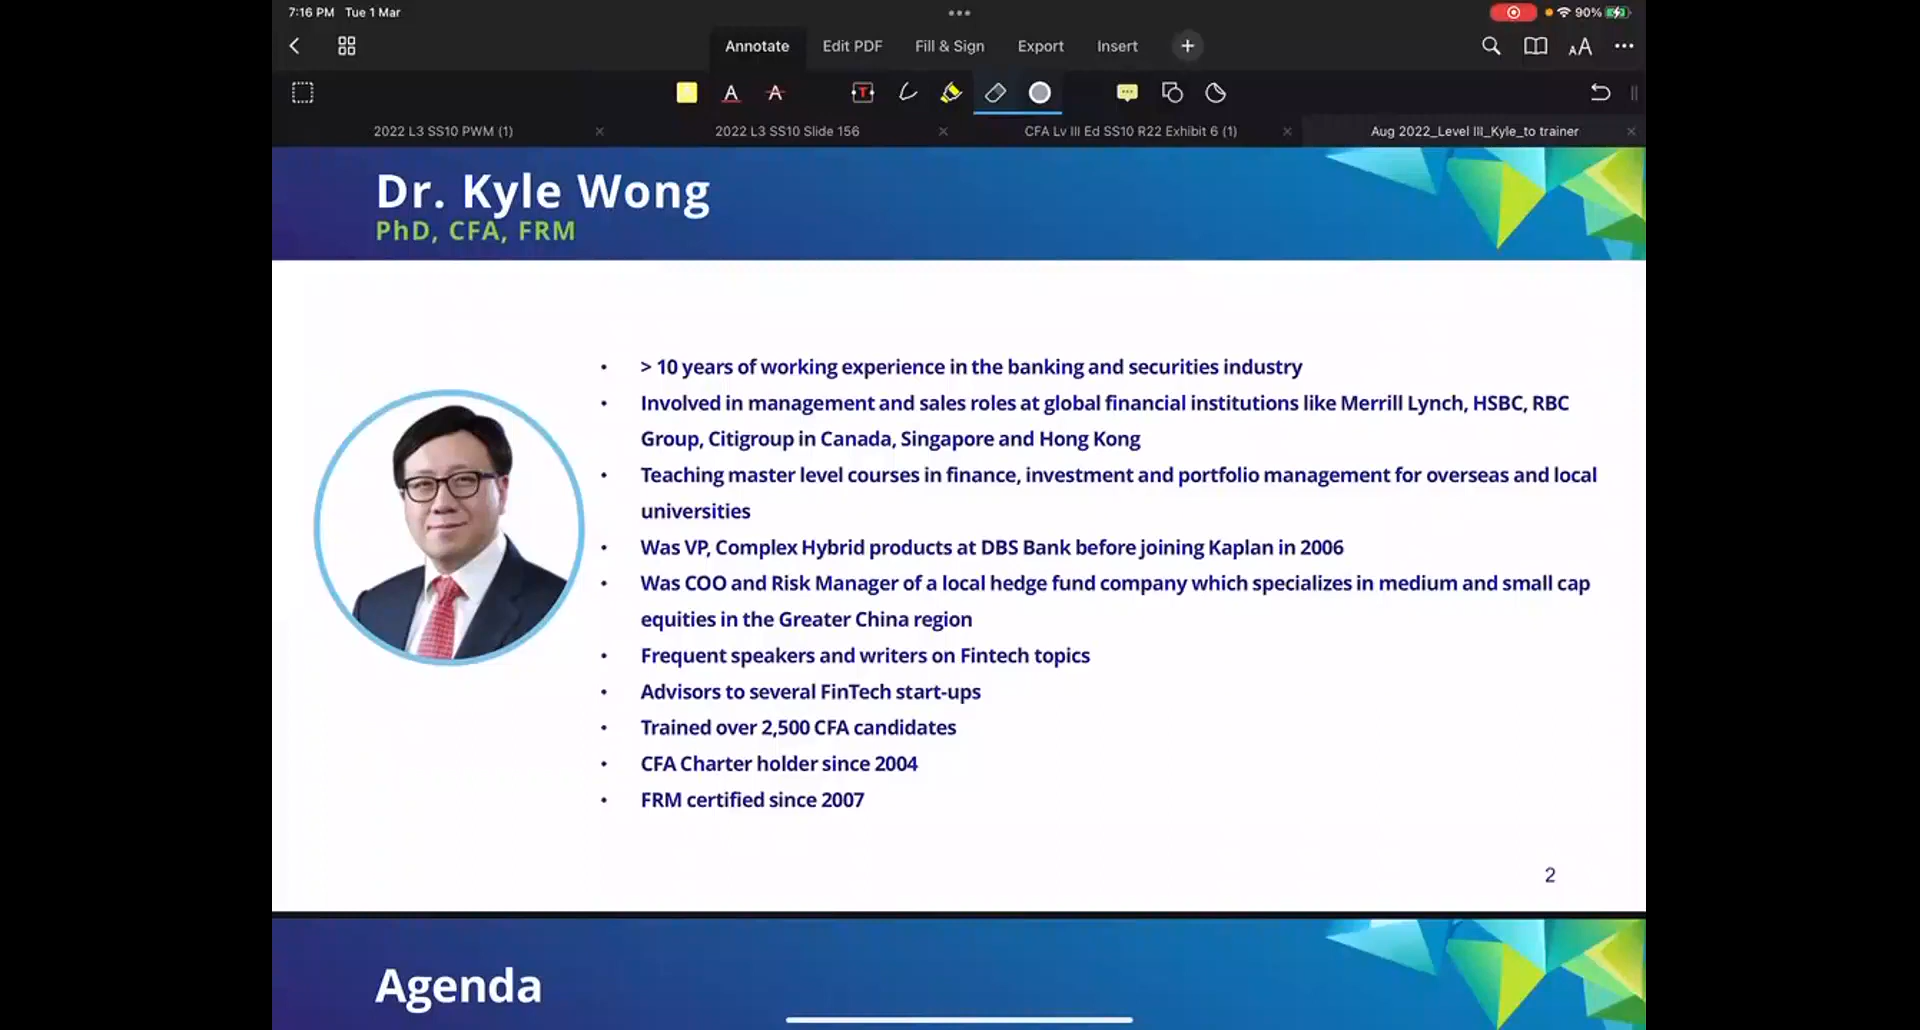 7:16 PM Tue 1 Mar
90%
Annotate Edit PDF Fill & Sign Export Insert
2022 L3 SS10 PWM (1)
2022 L3 SS10 Slide 156
CFA Lv III Ed SS10 R22 Exhibit 6 (1)
Aug 2022_Level III_Kyle_to trainer
Dr. Kyle Wong
PhD, CFA, FRM
• > 10 years of working experience in the banking and securities industry
• Involved in management and sales roles at global financial institutions like Merrill Lynch, HSBC, RBC
Group, Citigroup in Canada, Singapore and Hong Kong
• Teaching master level courses in finance, investment and portfolio management for overseas and local
universities
• Was VP, Complex Hybrid products at DBS Bank before joining Kaplan in 2006
• Was COO and Risk Manager of a local hedge fund company which specializes in medium and small cap
equities in the Greater China region
• Frequent speakers and writers on Fintech topics
• Advisors to several FinTech start-ups
• Trained over 2,500 CFA candidates
• CFA Charter holder since 2004
• FRM certified since 2007
2
Agenda